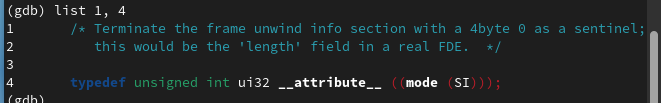 (gdb) list 1, 4
1 /* Terminate the frame unwind info section with a 4byte 0 as a sentinel;
2 this would be the 'length' field in a real FDE. */
3
4 typedef unsigned int ui32 __attribute__ ((mode (SI)));
(gdb)